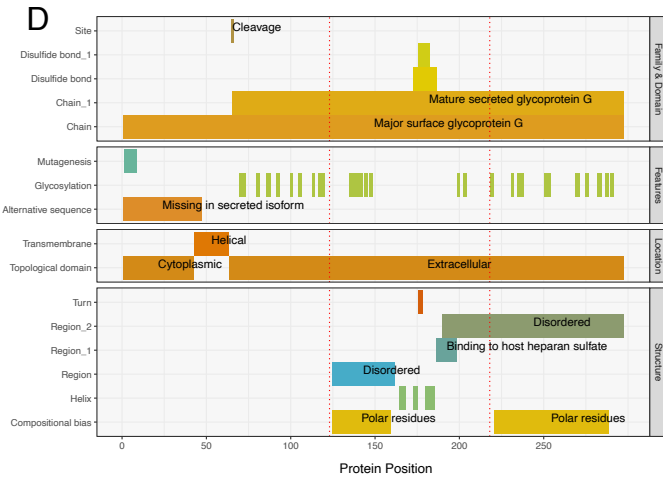 D
Site
Cleavage
Disulfide bond_1
Disulfide bond
Chain_1
Mature secreted glycoprotein G
Chain
Major surface glycoprotein G
Family & Domain
Mutagenesis
Glycosylation
Alternative sequence
Missing in secreted isoform
Features
Transmembrane
Helical
Topological domain
Cytoplasmic
Extracellular
Location
Turn
Region_2
Disordered
Region_1
Binding to host heparan sulfate
Region
Disordered
Helix
Compositional bias
Polar residues
Polar residues
Structure
0 50 100 150 200 250
Protein Position